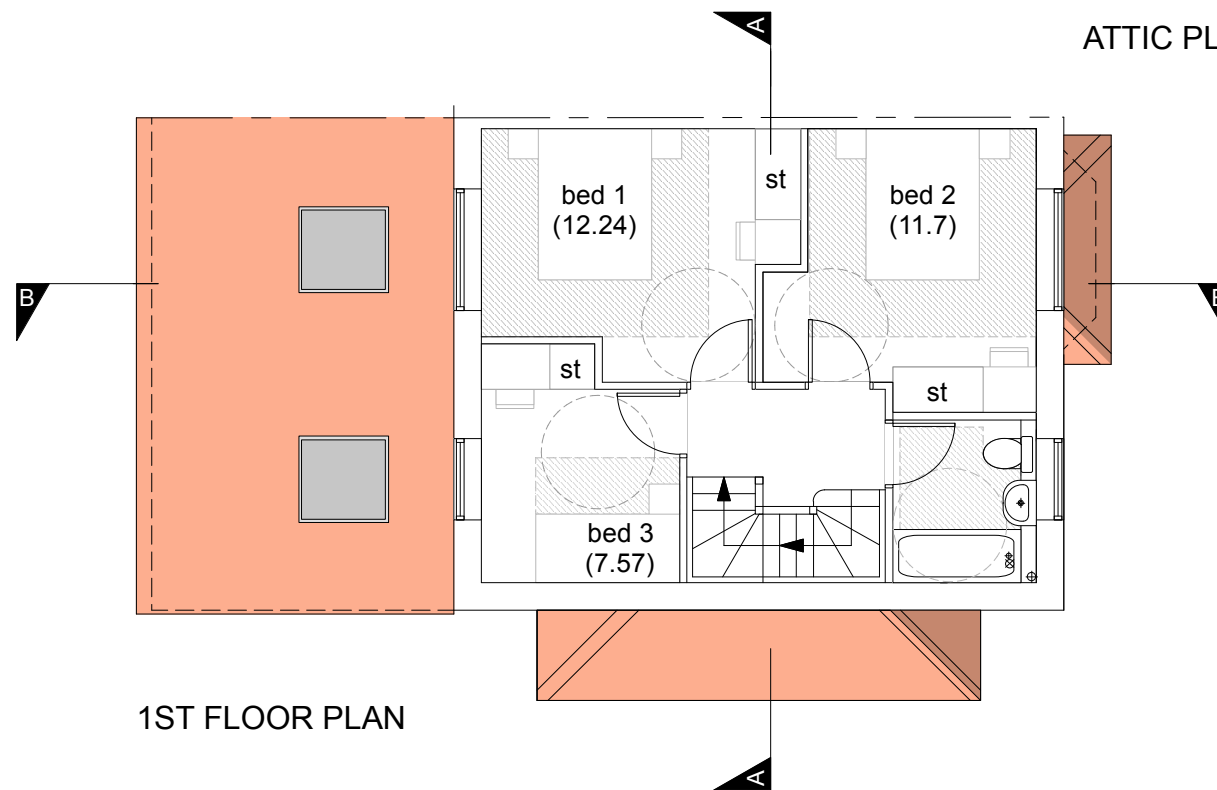 A
ATTIC PL
bed 1
(12.24)
st
bed 2
(11.7)
B
st
st
bed 3
(7.57)
1ST FLOOR PLAN
A